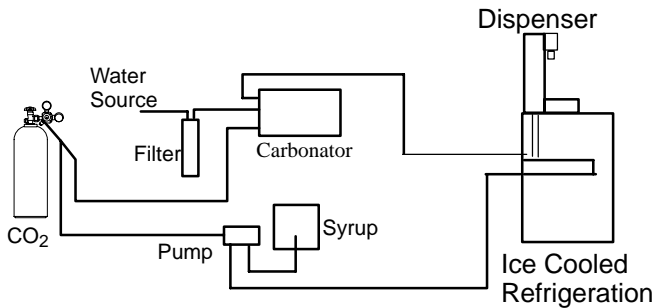 Dispenser
Water
Source
Filter
Carbonator
CO2
Pump
Syrup
Ice Cooled
Refrigeration